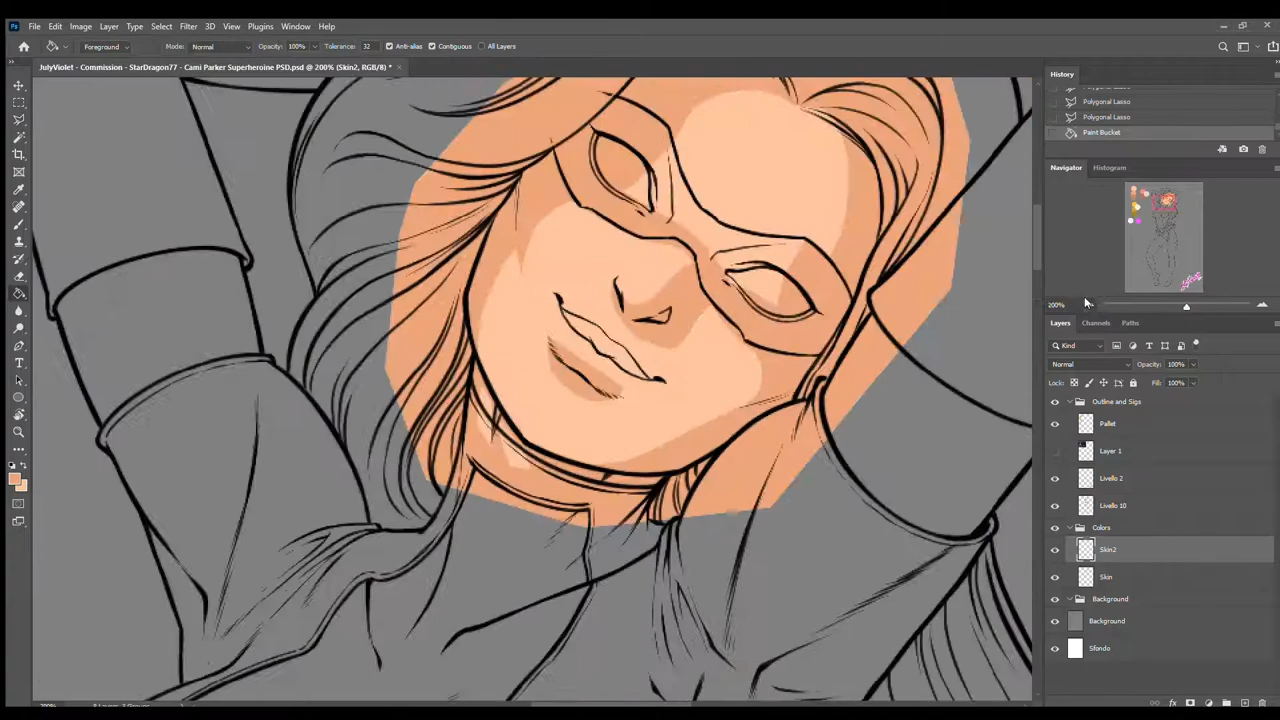 Ps File Edit Image Layer Type Select Filter 3D View Plugins Window Help
Foreground Mode: Normal Opacity: 100% Tolerance: 32 Anti-alias Contiguous All Layers
JulyViolet - Commission - StarDragon77 - Cami Parker Superheroine PSD.psd @ 200% (Skin2, RGB/8) *
History
Polygonal Lasso
Polygonal Lasso
Paint Bucket
Navigator Histogram
200%
Layers Channels Paths
Kind
Normal Opacity: 100%
Lock: Fill: 100%
Outline and Sigs
Pallet
Layer 1
Livello 2
Livello 10
Colors
Skin2
Skin
Background
Background
Sfondo